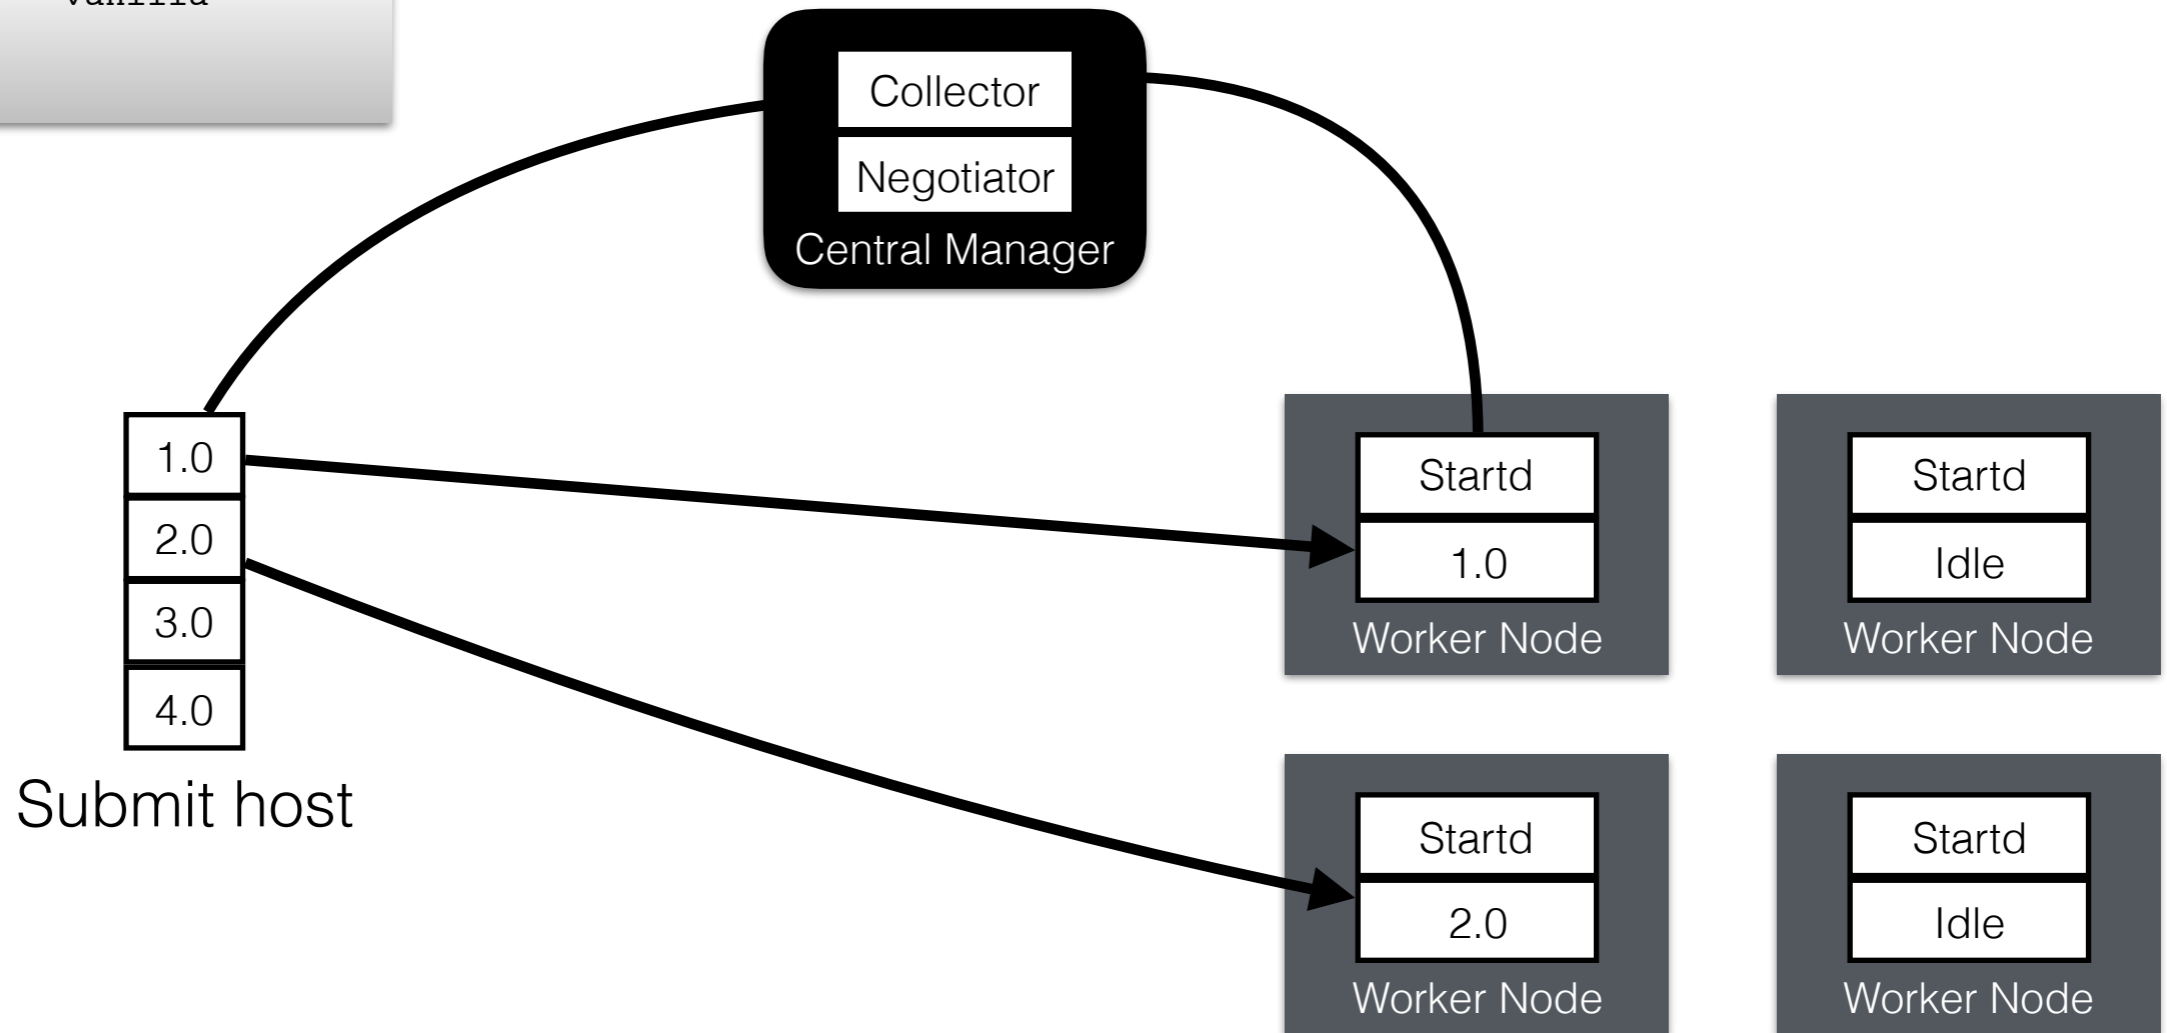 vanilla
Collector
Negotiator
Central Manager
1.0
2.0
3.0
4.0
Submit host
Startd
1.0
Worker Node
Startd
Idle
Worker Node
Startd
2.0
Worker Node
Startd
Idle
Worker Node